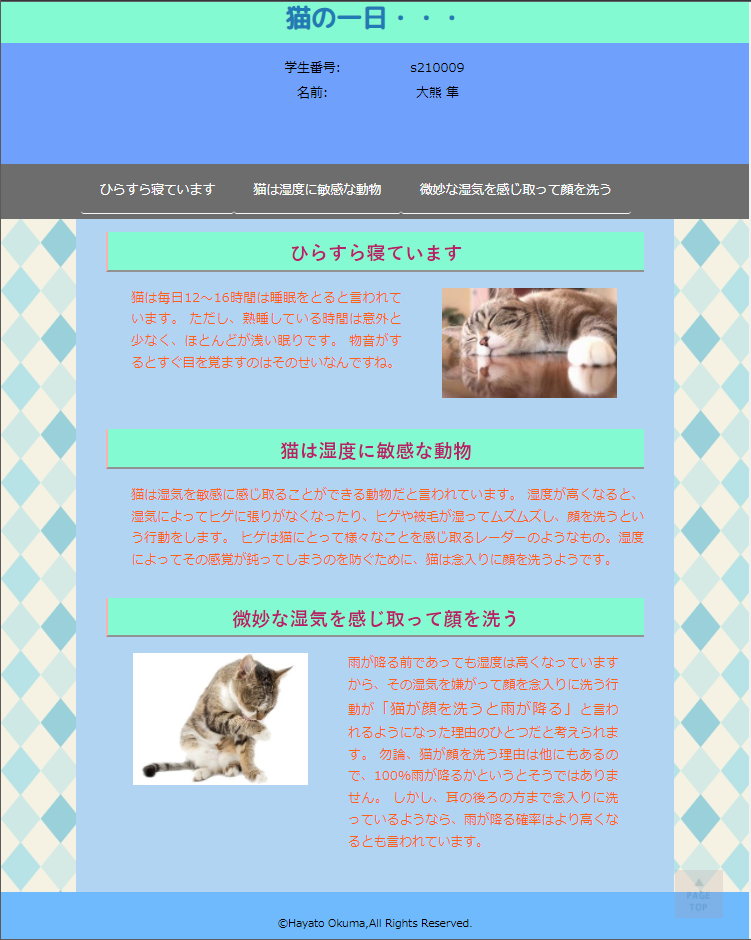 猫の一日・・・
学生番号: s210009
名前: 大熊 隼
ひらすら寝ています 猫は湿度に敏感な動物 微妙な湿気を感じ取って顔を洗う
ひらすら寝ています
猫は毎日12～16時間は睡眠をとると言われて
います。 ただし、熟睡している時間は意外と
少なく、ほとんどが浅い眠りです。 物音がす
るとすぐ目を覚ますのはそのせいなんですね。
猫は湿度に敏感な動物
猫は湿気を敏感に感じ取ることができる動物だと言われています。 湿度が高くなると、
湿気によってヒゲに張りがなくなったり、ヒゲや被毛が湿ってムズムズし、顔を洗うとい
う行動をします。 ヒゲは猫にとって様々なことを感じ取るレーダーのようなもの。湿度
によってその感覚が鈍ってしまうのを防ぐために、猫は念入りに顔を洗うようです。
微妙な湿気を感じ取って顔を洗う
雨が降る前であっても湿度は高くなっています
から、その湿気を嫌がって顔を念入りに洗う行
動が「猫が顔を洗うと雨が降る」と言わ
れるようになった理由のひとつだと考えられま
す。 勿論、猫が顔を洗う理由は他にもあるの
で、100%雨が降るかというとそうではありま
せん。 しかし、耳の後ろの方まで念入りに洗
っているようなら、雨が降る確率はより高くな
るとも言われています。
▲
PAGE
TOP
©Hayato Okuma,All Rights Reserved.